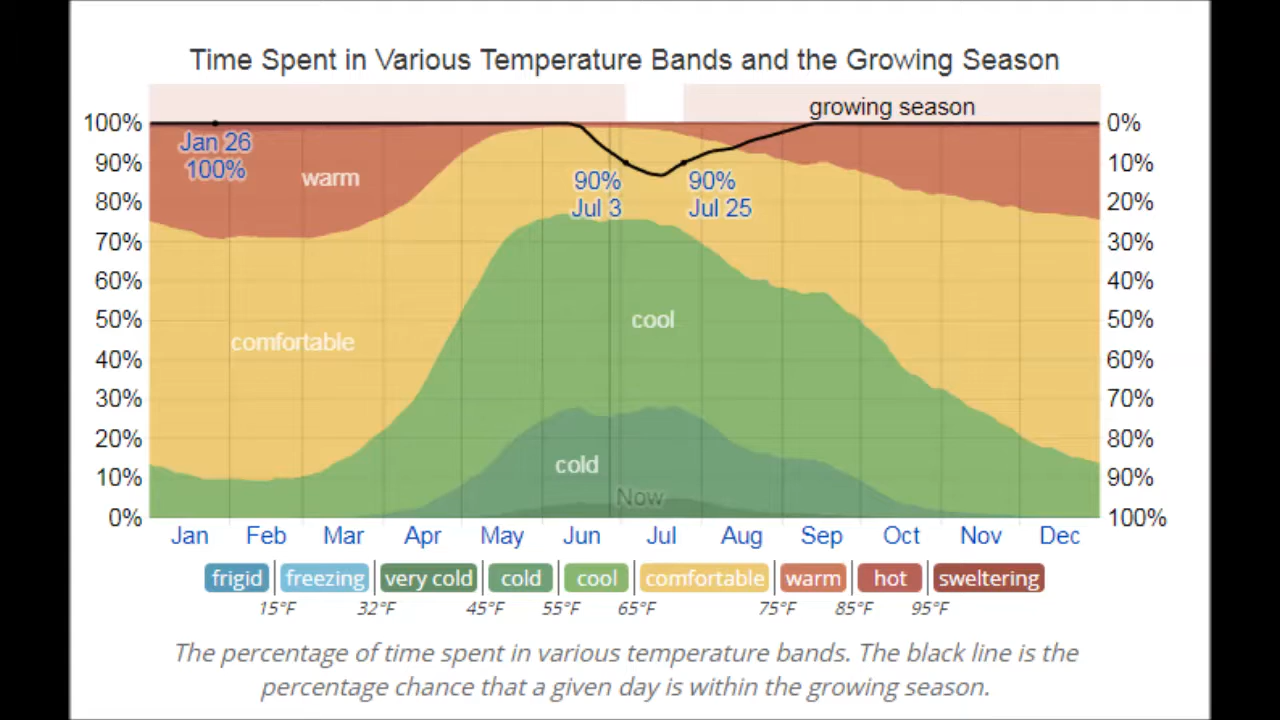 Time Spent in Various Temperature Bands and the Growing Season
growing season
100% 0%
Jan 26
100%
90% 10%
warm
90% 90%
80% 20%
Jul 3 Jul 25
70% 30%
60% 40%
50% cool 50%
comfortable
40% 60%
30% 70%
20% 80%
cold
10% 90%
Now
0% 100%
Jan Feb Mar Apr May Jun Jul Aug Sep Oct Nov Dec
frigid freezing very cold cold cool comfortable warm hot sweltering
15°F 32°F 45°F 55°F 65°F 75°F 85°F 95°F
The percentage of time spent in various temperature bands. The black line is the
percentage chance that a given day is within the growing season.